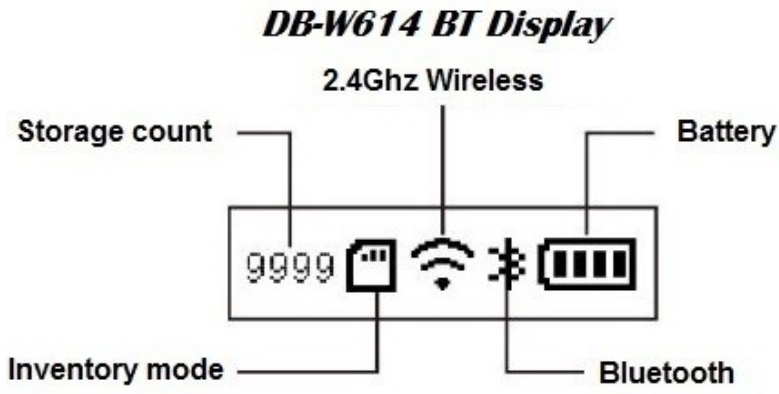 DB-W614 BT Display
2.4Ghz Wireless
Storage count
Battery
9999
Inventory mode
Bluetooth